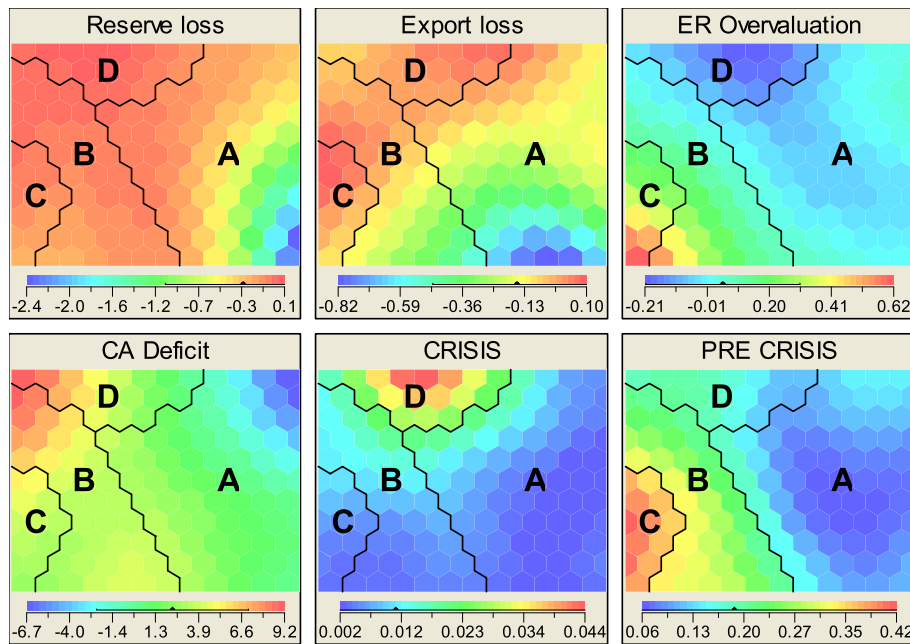 Reserve loss
D
B
A
C
-2.4 -2.0 -1.6 -1.2 -0.7 -0.3 0.1
Export loss
D
B
A
C
-0.82 -0.59 -0.36 -0.13 0.10
ER Overvaluation
D
B
A
C
-0.21 -0.01 0.20 0.41 0.62
CA Deficit
D
B
A
C
-6.7 -4.0 -1.4 1.3 3.9 6.6 9.2
CRISIS
D
B
A
C
0.002 0.012 0.023 0.034 0.044
PRE CRISIS
D
B
A
C
0.06 0.13 0.20 0.27 0.35 0.42